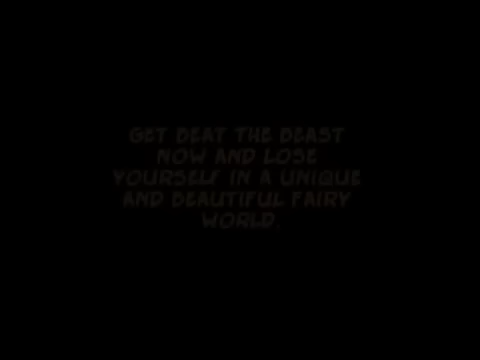 GET BEAT THE BEAST
NOW AND LOSE
YOURSELF IN A UNIQUE
AND BEAUTIFUL FAIRY
WORLD